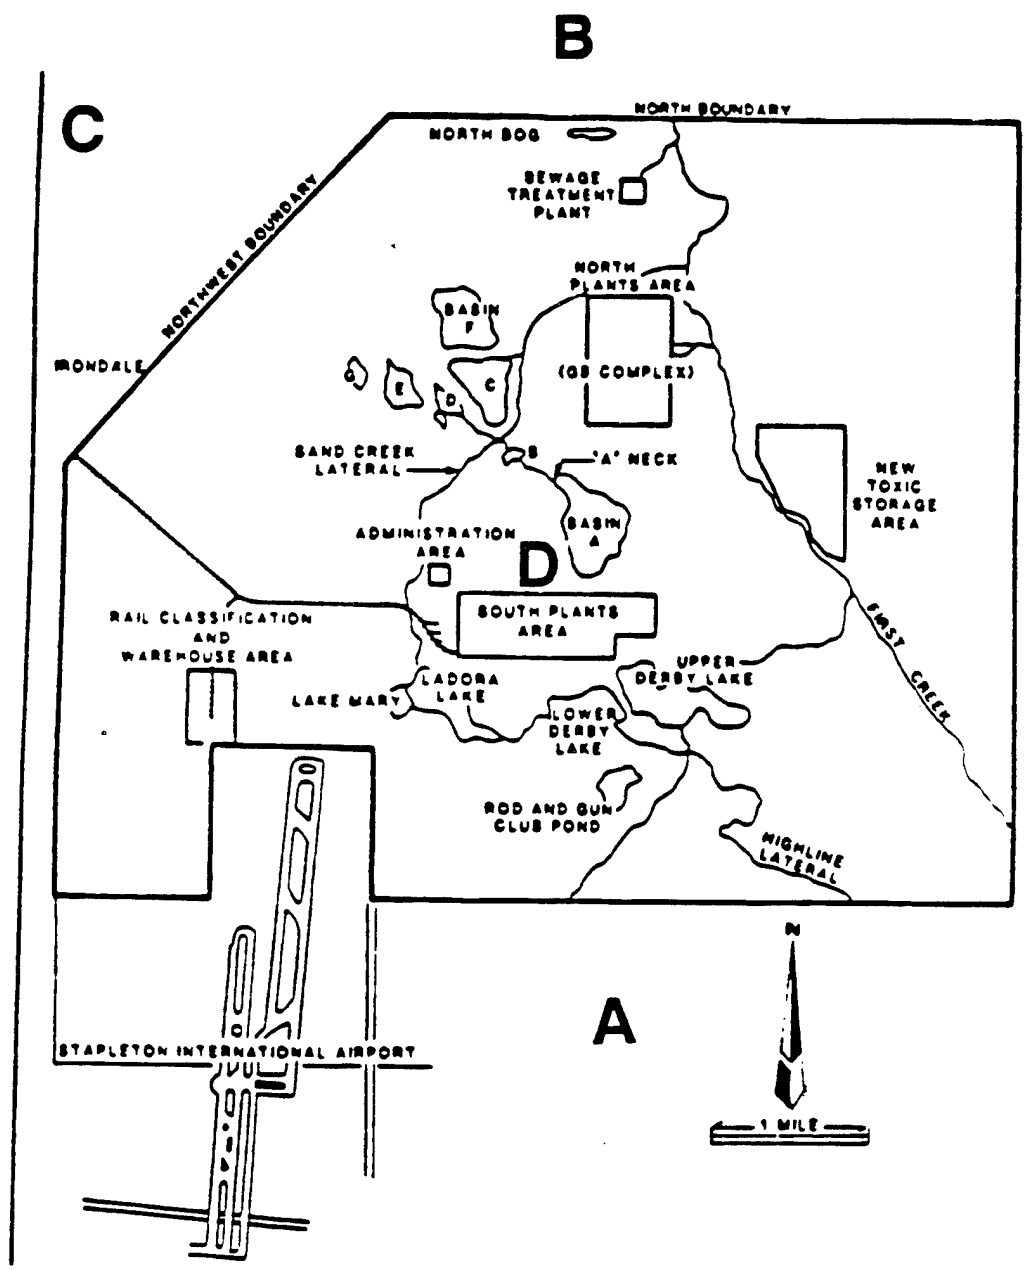 B
C
NORTH BOUNDARY
NORTH BOG
SEWAGE
TREATMENT
PLANT
NORTHWEST BOUNDARY
NORTH
PLANTS AREA
BASIN
F
IRONDALE
G
E
D
C
(GB COMPLEX)
SAND CREEK
LATERAL
B
"A" NECK
NEW
TOXIC
STORAGE
AREA
BASIN
A
ADMINISTRATION
AREA
D
SOUTH PLANTS
AREA
RAIL CLASSIFICATION
AND
WAREHOUSE AREA
FIRST CREEK
UPPER
DERBY LAKE
LADORA
LAKE
LAKE MARY
LOWER
DERBY
LAKE
ROD AND GUN
CLUB POND
HIGHLINE
LATERAL
N
A
STAPLETON INTERNATIONAL AIRPORT
1 MILE